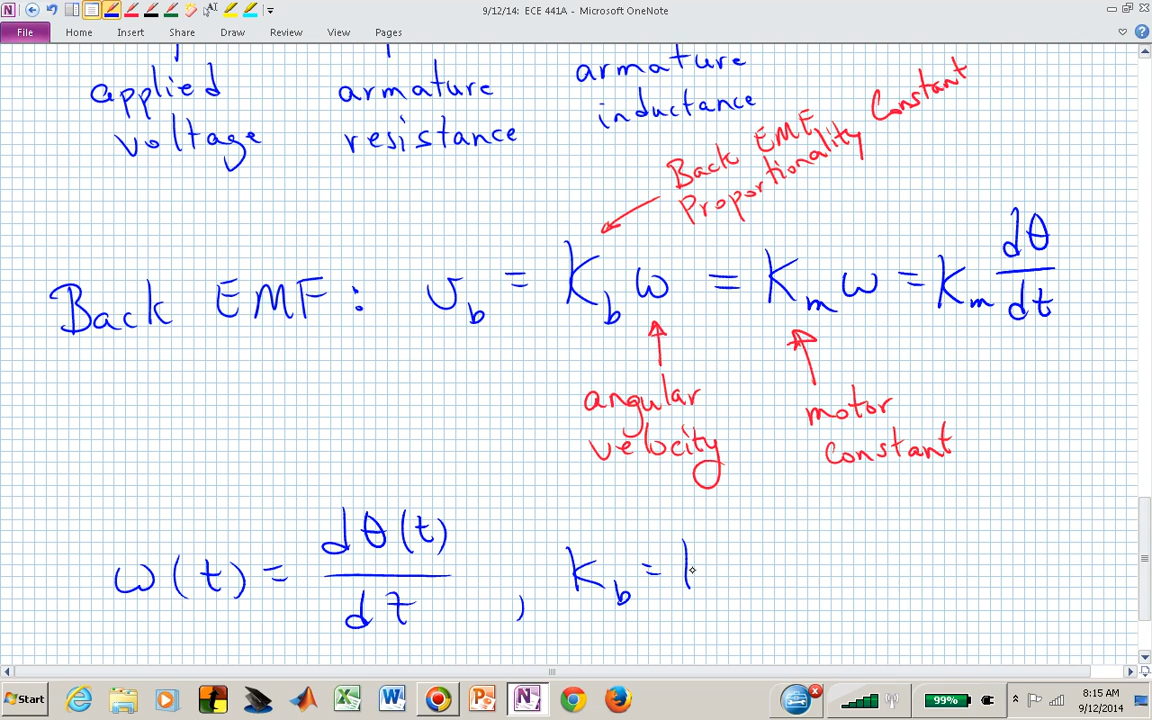 9/12/14: ECE 441A - Microsoft OneNote
File Home Insert Share Draw Review View Pages
applied
voltage
armature
resistance
armature
inductance
Back EMF
Proportionality Constant
Back EMF: v_b = K_b ω = K_m ω = K_m dθ/dt
angular
velocity
motor
constant
ω(t) = dθ(t)/dt , K_b =
Start
99%
8:15 AM
9/12/2014